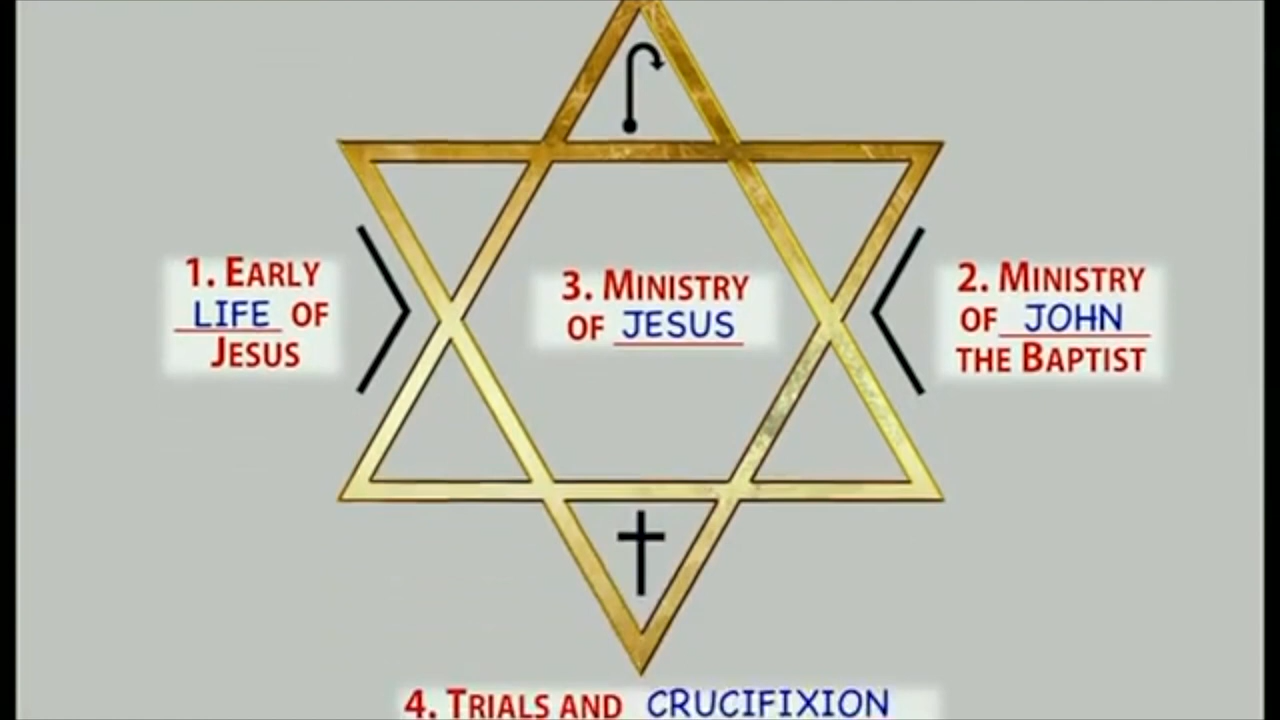 1. EARLY
LIFE OF
JESUS
3. MINISTRY
OF JESUS
2. MINISTRY
OF JOHN
THE BAPTIST
4. TRIALS AND CRUCIFIXION